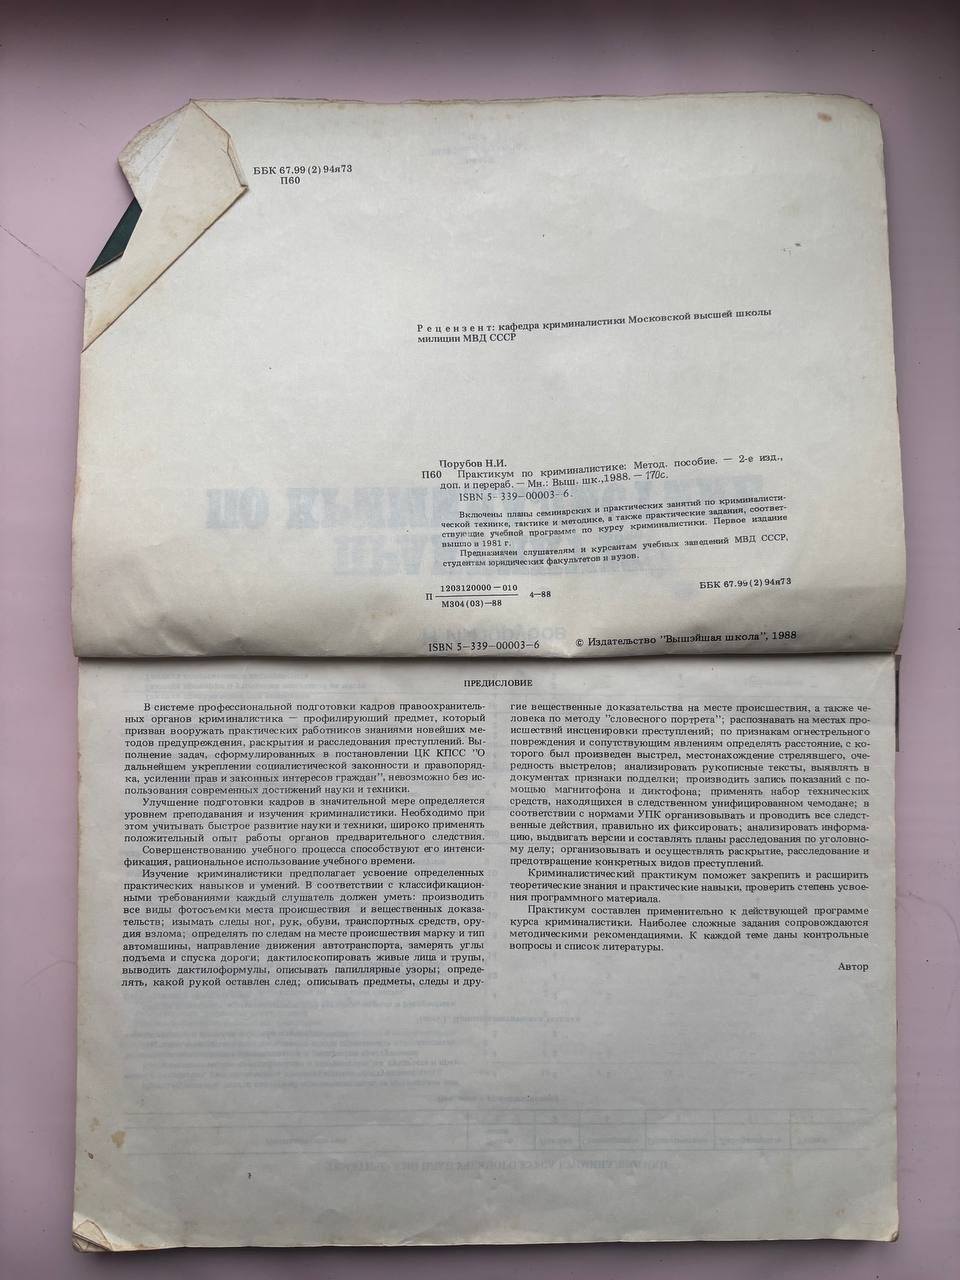 ББК 67.99(2)94я73
П60
Р е ц е н з е н т: кафедра криминалистики Московской высшей школы
милиции МВД СССР
Порубов Н.И.
П60 Практикум по криминалистике: Метод. пособие. — 2-е изд.,
доп. и перераб. — Мн.: Выш. шк.,1988. — 170с.
ISBN 5-339-00003-6.
Включены планы семинарских и практических занятий по криминалисти-
ческой технике, тактике и методике, а также практические задания, соответ-
ствующие учебной программе по курсу криминалистики. Первое издание
вышло в 1981 г.
Предназначен слушателям и курсантам учебных заведений МВД СССР,
студентам юридических факультетов и вузов.
П 1203120000—010
М304(03)—88
4—88
ББК 67.99(2)94я73
ISBN 5—339—00003—6
© Издательство "Вышэйшая школа", 1988
ПРЕДИСЛОВИЕ
В системе профессиональной подготовки кадров правоохранитель-
ных органов криминалистика — профилирующий предмет, который
призван вооружать практических работников знаниями новейших ме-
тодов предупреждения, раскрытия и расследования преступлений. Вы-
полнение задач, сформулированных в постановлении ЦК КПСС "О
дальнейшем укреплении социалистической законности и правопоряд-
ка, усилении прав и законных интересов граждан", невозможно без ис-
пользования современных достижений науки и техники.
Улучшение подготовки кадров в значительной мере определяется
уровнем преподавания и изучения криминалистики. Необходимо при
этом учитывать быстрое развитие науки и техники, широко применять
положительный опыт работы органов предварительного следствия.
Совершенствованию учебного процесса способствуют его интенси-
фикация, рациональное использование учебного времени.
Изучение криминалистики предполагает усвоение определенных
практических навыков и умений. В соответствии с классификацион-
ными требованиями каждый слушатель должен уметь: производить
все виды фотосъемки места происшествия и вещественных доказа-
тельств; изымать следы ног, рук, обуви, транспортных средств, ору-
дия взлома; определять по следам на месте происшествия марку и тип
автомашины, направление движения автотранспорта, замерять углы
подъема и спуска дороги; дактилоскопировать живые лица и трупы,
выводить дактилоформулы, описывать папиллярные узоры; опреде-
лять, какой рукой оставлен след; описывать предметы, следы и дру-
гие вещественные доказательства на месте происшествия, а также че-
ловека по методу "словесного портрета"; распознавать на местах про-
исшествий инсценировки преступлений; по признакам огнестрельного
повреждения и сопутствующим явлениям определять расстояние, с ко-
торого был произведен выстрел, местонахождение стрелявшего, оче-
редность выстрелов; анализировать рукописные тексты, выявлять в
документах признаки подделки; производить запись показаний с по-
мощью магнитофона и диктофона; применять набор технических
средств, находящихся в следственном унифицированном чемодане; в
соответствии с нормами УПК организовывать и проводить все следст-
венные действия, правильно их фиксировать; анализировать информа-
цию, выдвигать версии и составлять планы расследования по уголовно-
му делу; организовывать и осуществлять раскрытие, расследование и
предотвращение конкретных видов преступлений.
Криминалистический практикум поможет закрепить и расширить
теоретические знания и практические навыки, проверить степень усвое-
ния программного материала.
Практикум составлен применительно к действующей программе
курса криминалистики. Наиболее сложные задания сопровождаются
методическими рекомендациями. К каждой теме даны контрольные
вопросы и список литературы.
Автор